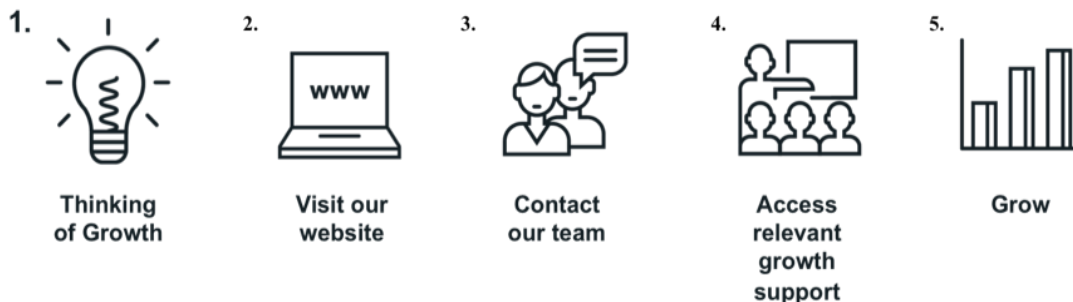 1.
2.
3.
4.
5.
www
Thinking
of Growth
Visit our
website
Contact
our team
Access
relevant
growth
support
Grow